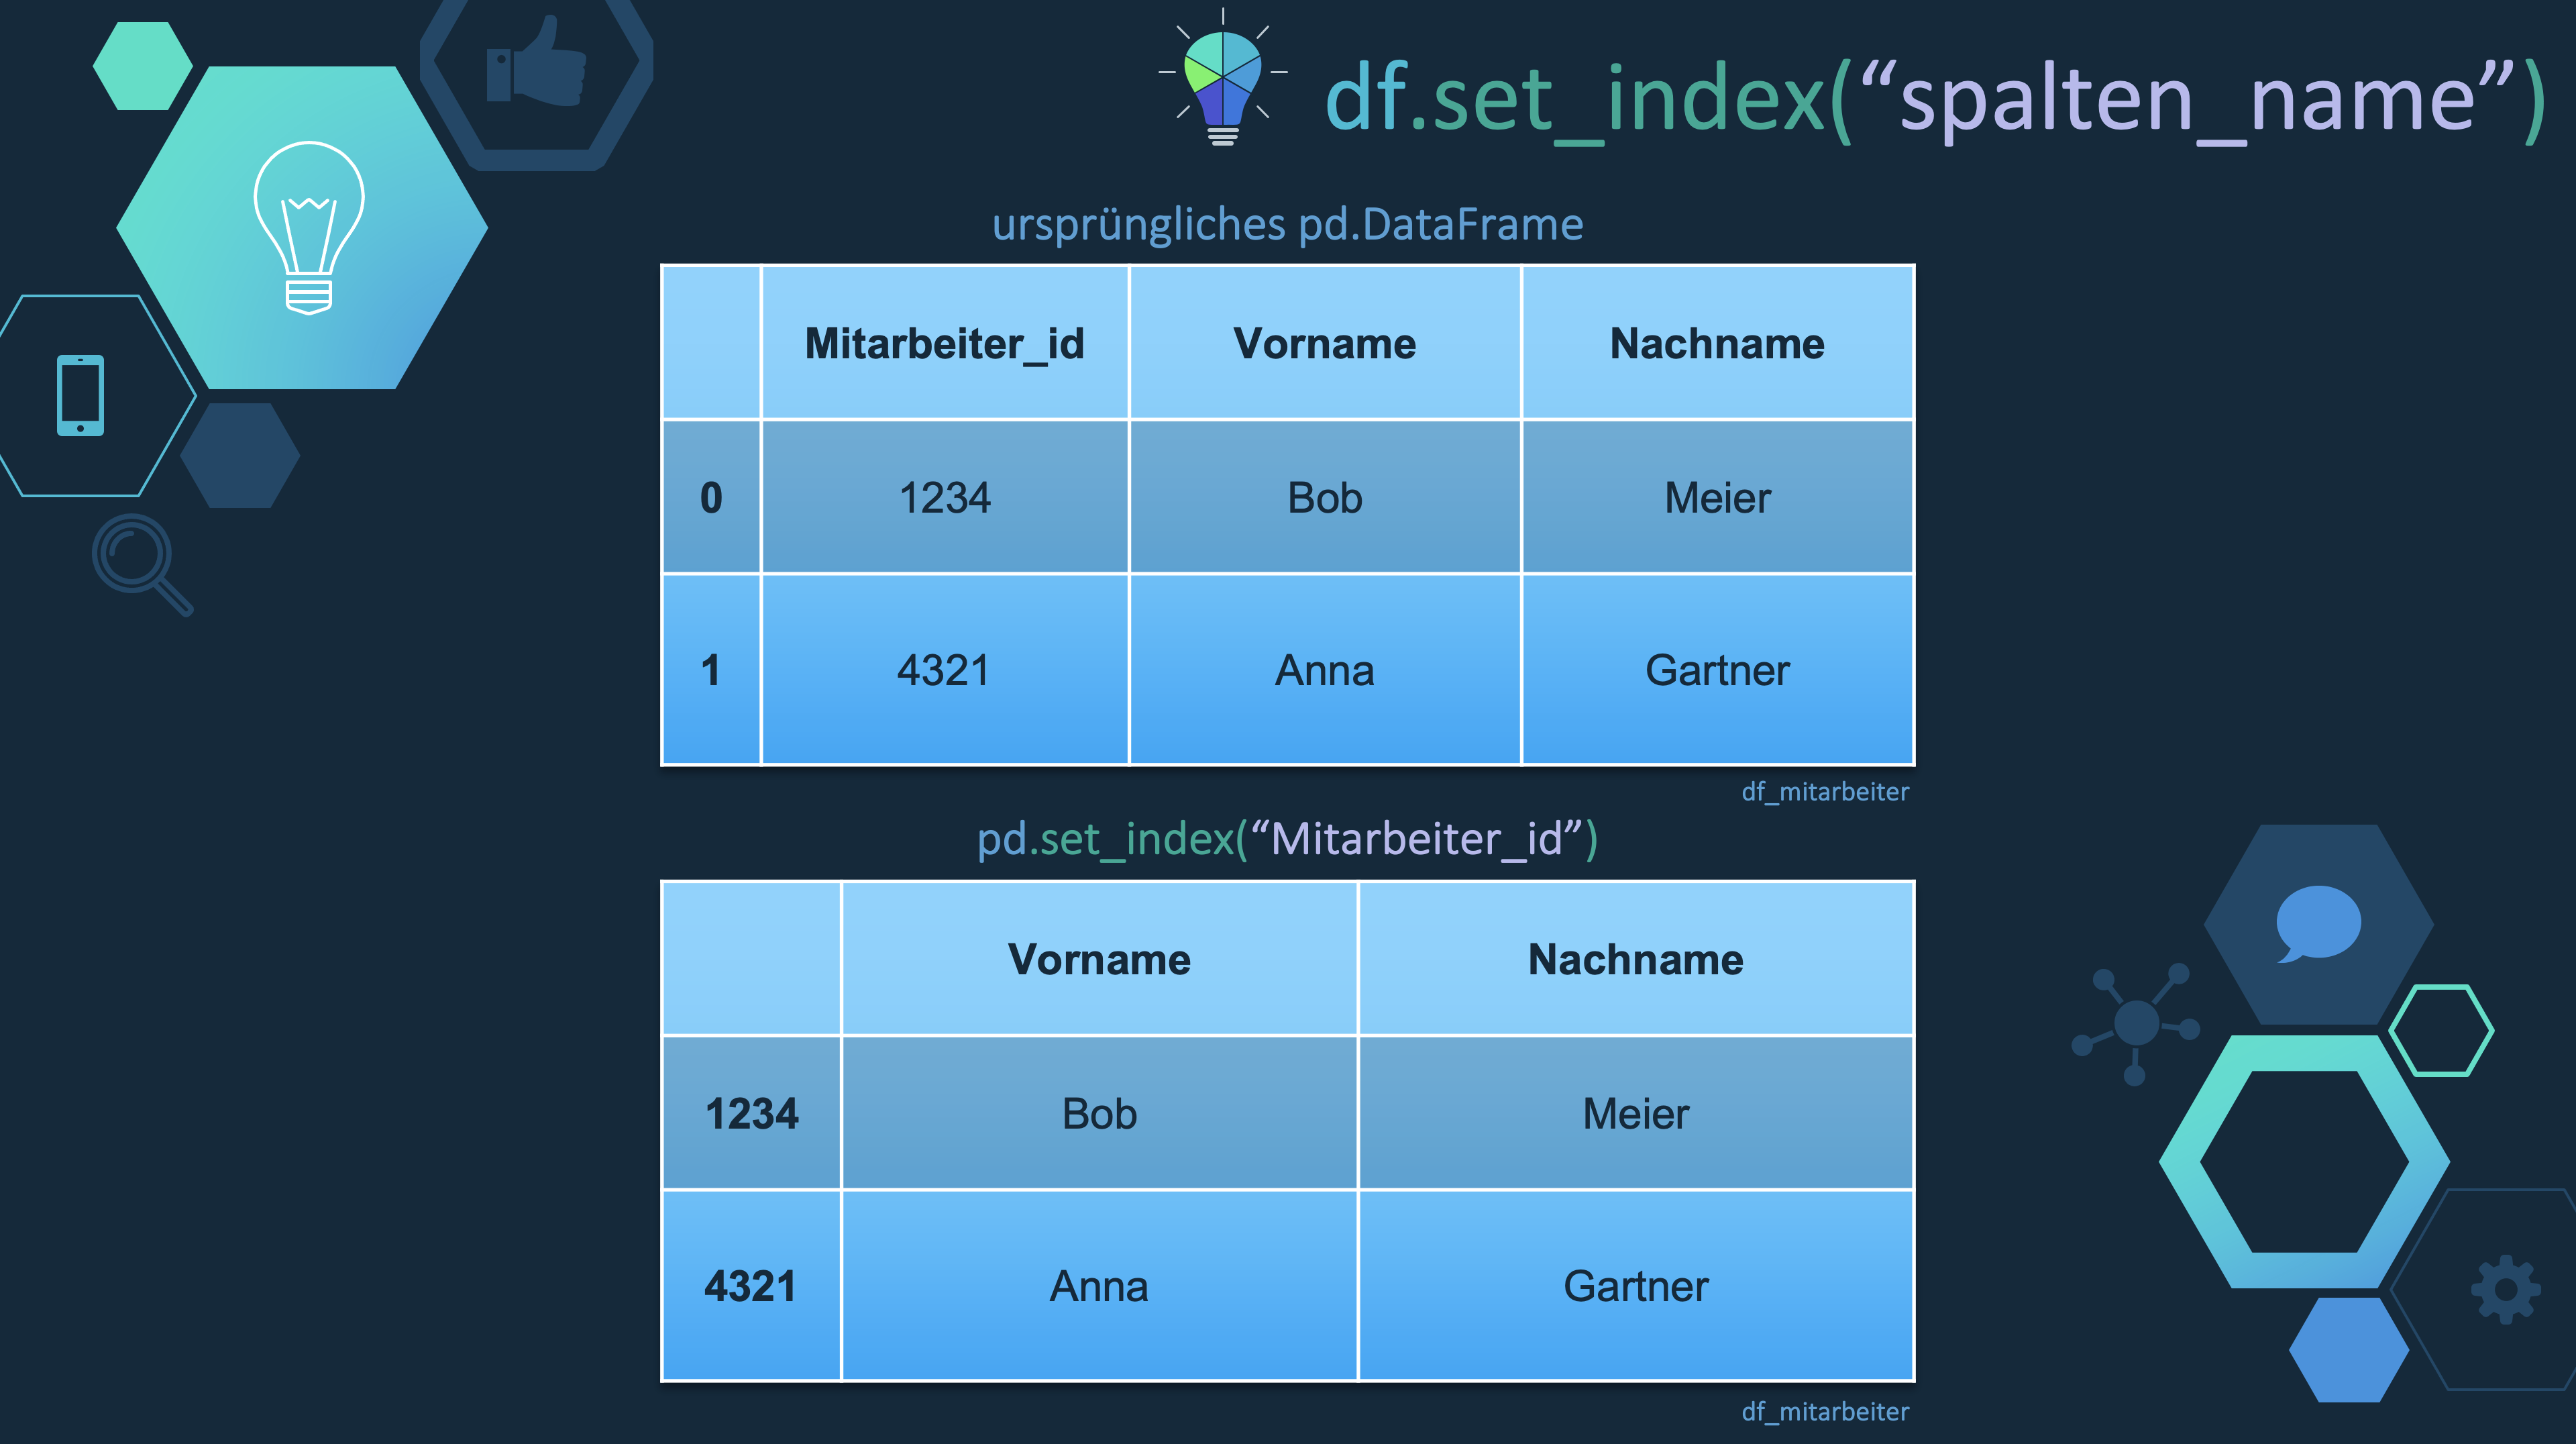 df.set_index(“spalten_name”)
ursprüngliches pd.DataFrame
Mitarbeiter_id Vorname Nachname
0 1234 Bob Meier
1 4321 Anna Gartner
df_mitarbeiter
pd.set_index(“Mitarbeiter_id”)
Vorname Nachname
1234 Bob Meier
4321 Anna Gartner
df_mitarbeiter